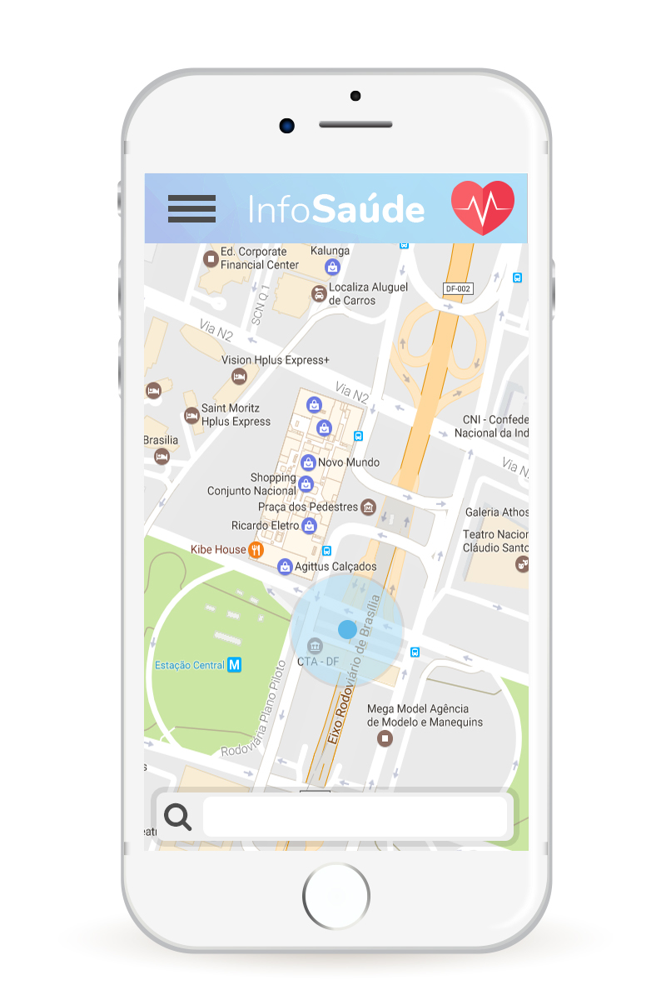 InfoSaúde
Ed. Corporate
Financial Center
Kalunga
Localiza Aluguel
de Carros
DF-002
SCN Q 1
Via N2
Vision Hplus Express+
Via N2
Saint Moritz
Hplus Express
CNI - Confede
Nacional da Ind
Brasilia
Via N
Novo Mundo
Shopping
Conjunto Nacional
Praça dos Pedestres
Galeria Athos
Ricardo Eletro
Teatro Nacion
Cláudio Santo
Kibe House
Agittus Calçados
Eixo Rodoviário de Brasília
CTA - DF
Estação Central M
Rodoviária Plano Piloto
Mega Model Agência
de Modelo e Manequins
s
eat